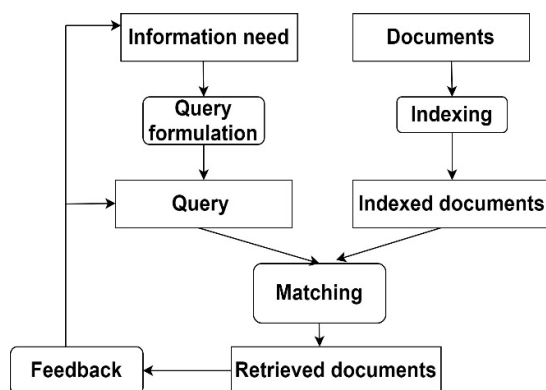 Information need
Documents
Query
formulation
Indexing
Query
Indexed documents
Matching
Feedback
Retrieved documents